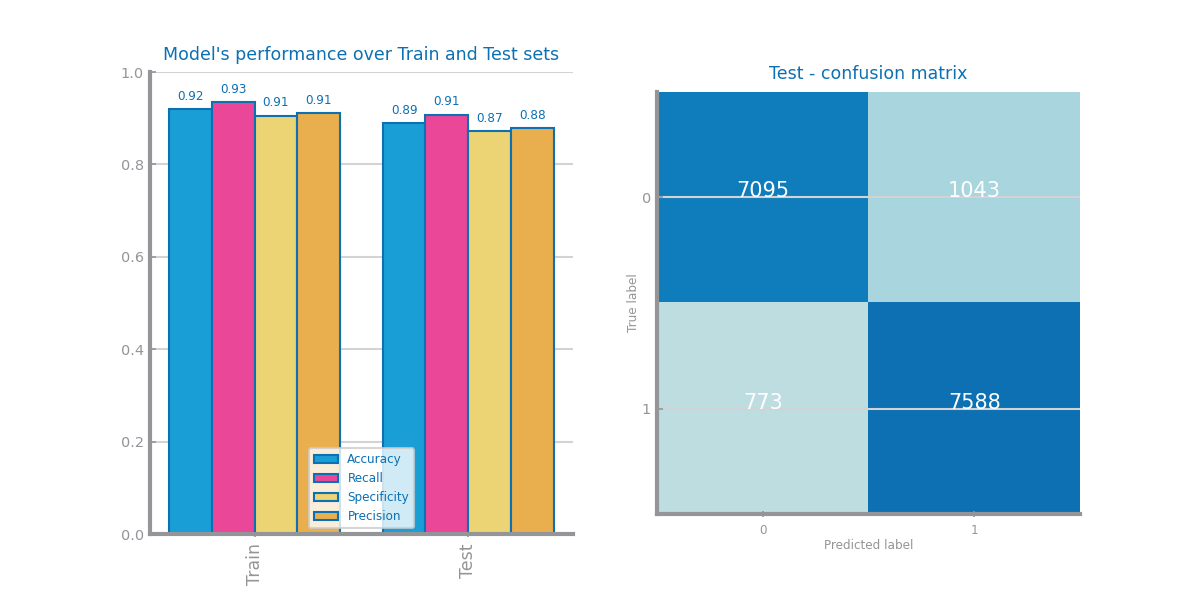 Model's performance over Train and Test sets
1.0
0.8
0.6
0.4
0.2
0.0
0.92
0.93
0.91
0.91
0.89
0.91
0.87
0.88
Accuracy
Recall
Specificity
Precision
Train
Test
Test - confusion matrix
True label
0
1
7095
1043
773
7588
0
1
Predicted label